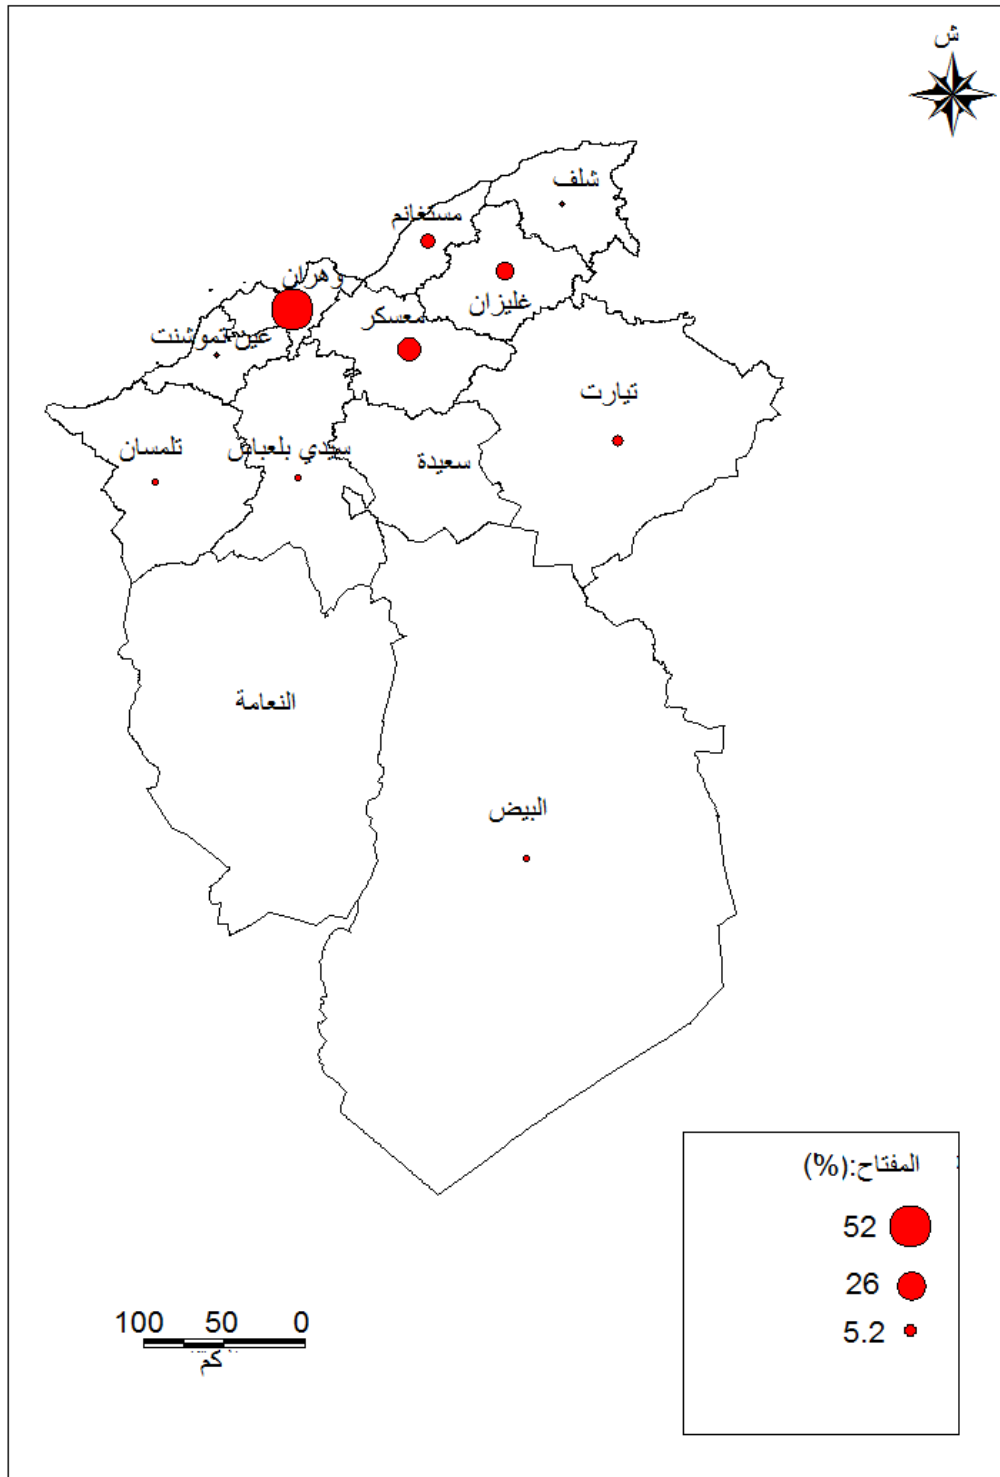 ش
شلف
مستغانم
وهران
غليزان
معسكر
عين تموشنت
تيارت
تلمسان
سيدي بلعباس
سعيدة
النعامة
البيض
المفتاح:(%)
52
26
5.2
100 50 0
كم